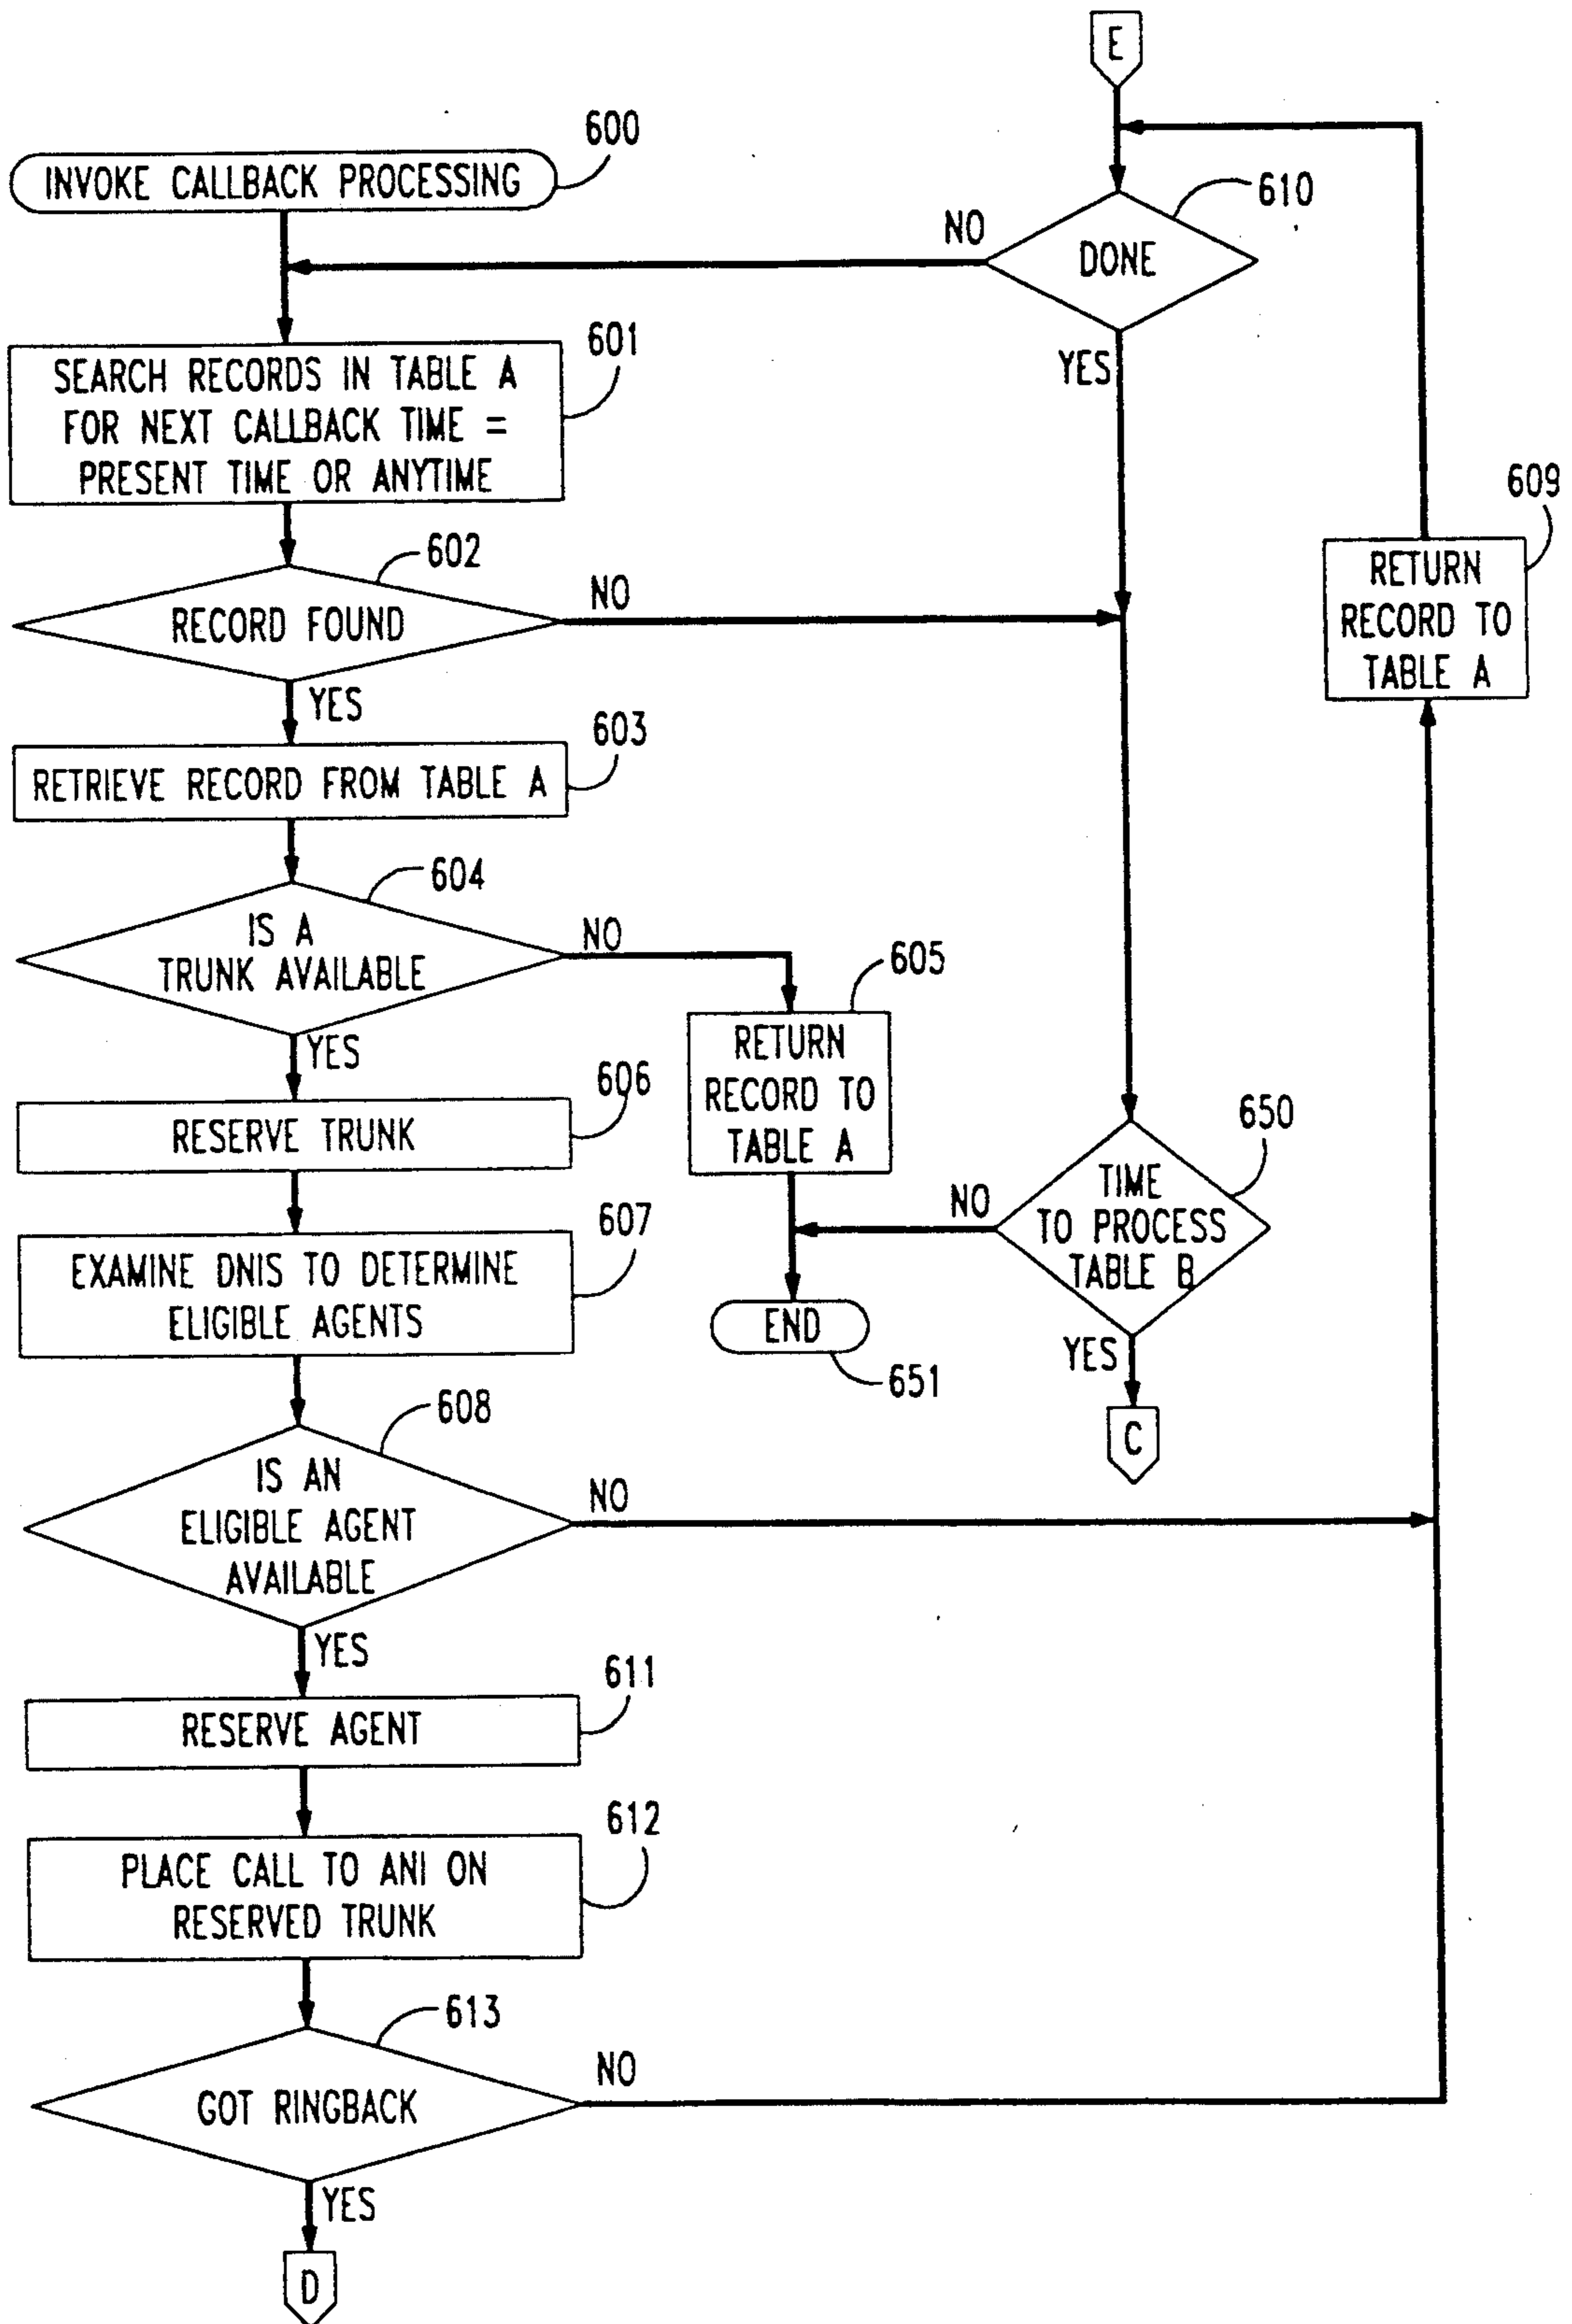 E
600
INVOKE CALLBACK PROCESSING
610
NO
DONE
YES
601
SEARCH RECORDS IN TABLE A
FOR NEXT CALLBACK TIME =
PRESENT TIME OR ANYTIME
609
RETURN
RECORD TO
TABLE A
602
RECORD FOUND
NO
YES
603
RETRIEVE RECORD FROM TABLE A
604
IS A
TRUNK AVAILABLE
NO
YES
605
RETURN
RECORD TO
TABLE A
606
RESERVE TRUNK
650
TIME
TO PROCESS
TABLE B
NO
YES
607
EXAMINE DNIS TO DETERMINE
ELIGIBLE AGENTS
END
651
C
608
IS AN
ELIGIBLE AGENT
AVAILABLE
NO
YES
611
RESERVE AGENT
612
PLACE CALL TO ANI ON
RESERVED TRUNK
613
GOT RINGBACK
NO
YES
D